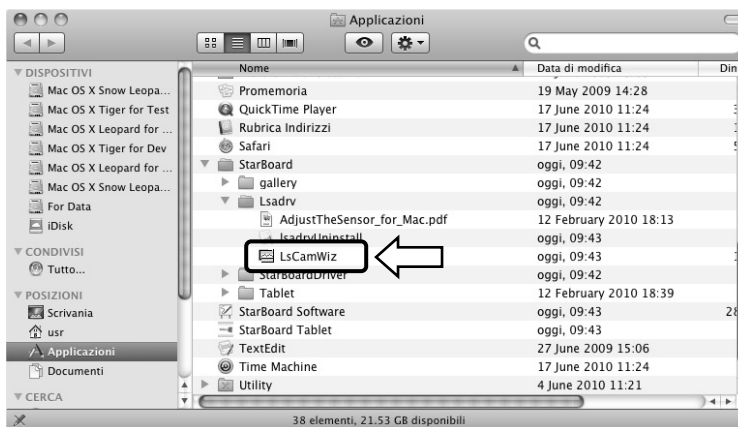 Applicazioni
Nome Data di modifica Din
DISPOSITIVI
Mac OS X Snow Leopa...
Mac OS X Tiger for Test
Mac OS X Leopard for ...
Mac OS X Tiger for Dev
Mac OS X Leopard for ...
Mac OS X Snow Leopa...
For Data
iDisk
CONDIVISI
Tutto...
POSIZIONI
Scrivania
usr
Applicazioni
Documenti
CERCA
Promemoria 19 May 2009 14:28
QuickTime Player 17 June 2010 11:24
Rubrica Indirizzi 17 June 2010 11:24
Safari 17 June 2010 11:24
StarBoard oggi, 09:42
gallery oggi, 09:42
Lsadrv oggi, 09:42
AdjustTheSensor_for_Mac.pdf 12 February 2010 18:13
lsadrvUninstall oggi, 09:43
LsCamWiz oggi, 09:43
StarBoardDriver oggi, 09:42
Tablet 12 February 2010 18:39
StarBoard Software oggi, 09:43 28
StarBoard Tablet oggi, 09:43
TextEdit 27 June 2009 15:06
Time Machine 17 June 2010 11:24
Utility 4 June 2010 11:21
38 elementi, 21.53 GB disponibili